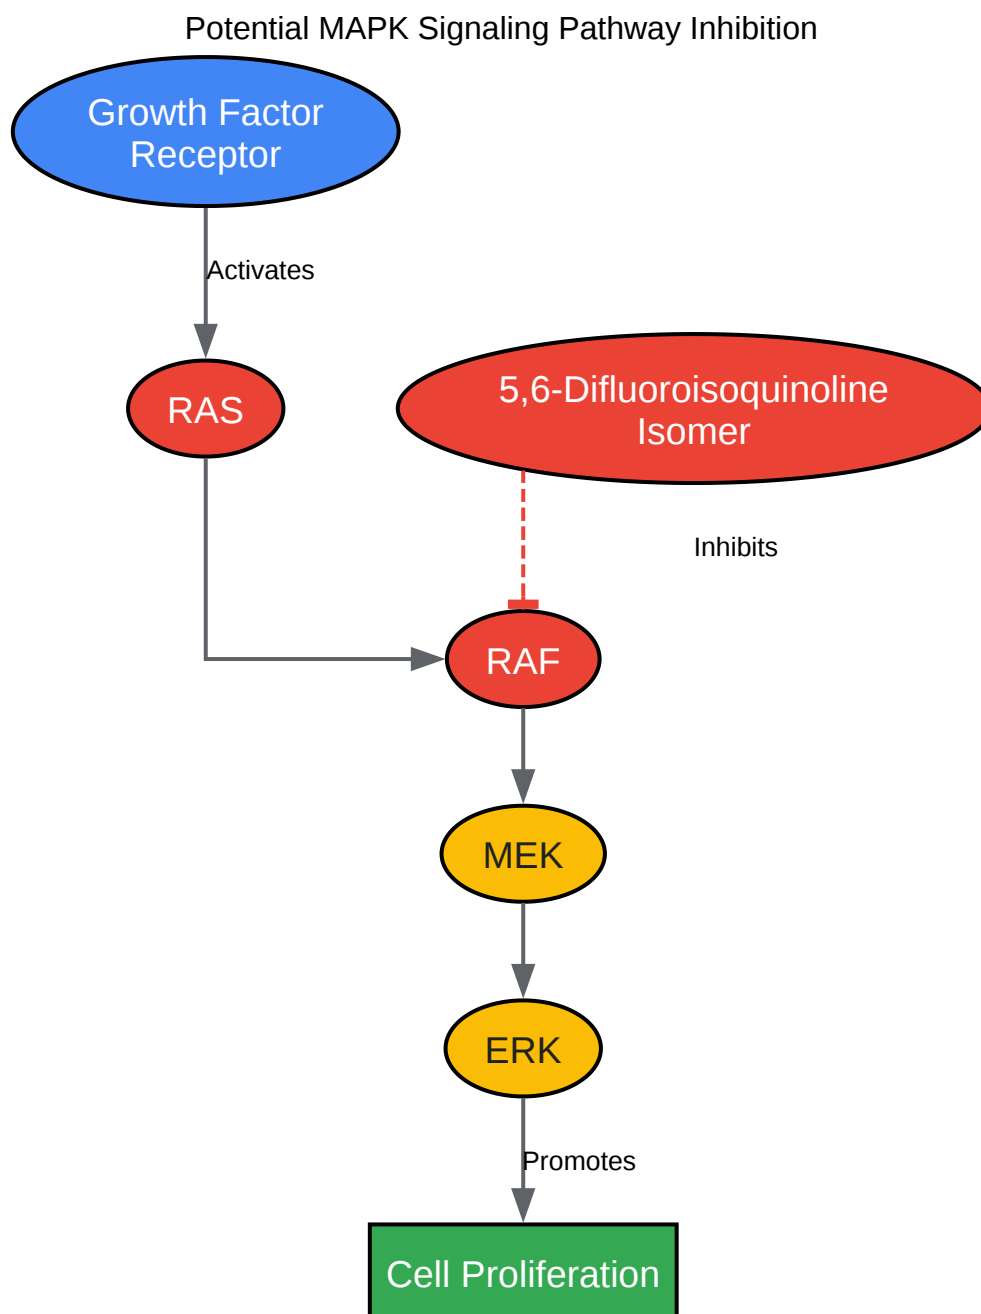 Potential MAPK Signaling Pathway Inhibition
Growth Factor
Receptor
Activates
RAS
5,6-Difluoroisoquinoline
Isomer
Inhibits
RAF
MEK
ERK
Promotes
Cell Proliferation